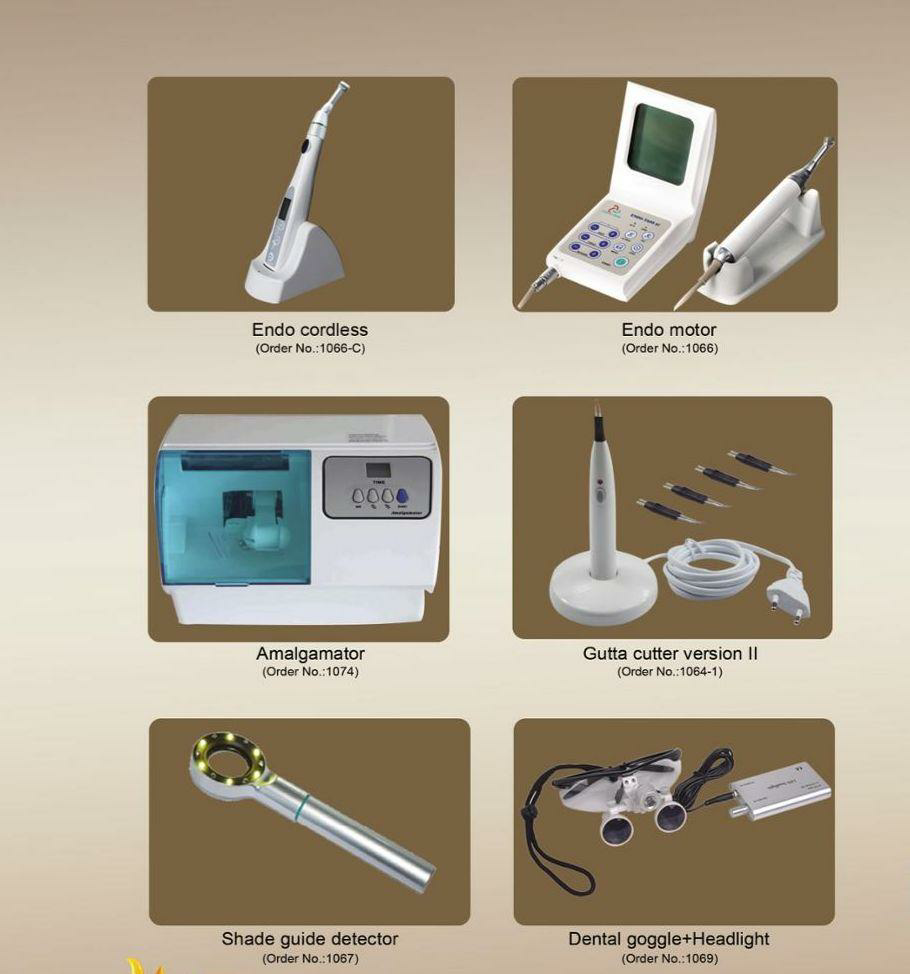 Endo cordless
(Order No.:1066-C)
Endo motor
(Order No.:1066)
TIME
Amalgamator
Amalgamator
(Order No.:1074)
Gutta cutter version II
(Order No.:1064-1)
Shade guide detector
(Order No.:1067)
Dental goggle+Headlight
(Order No.:1069)